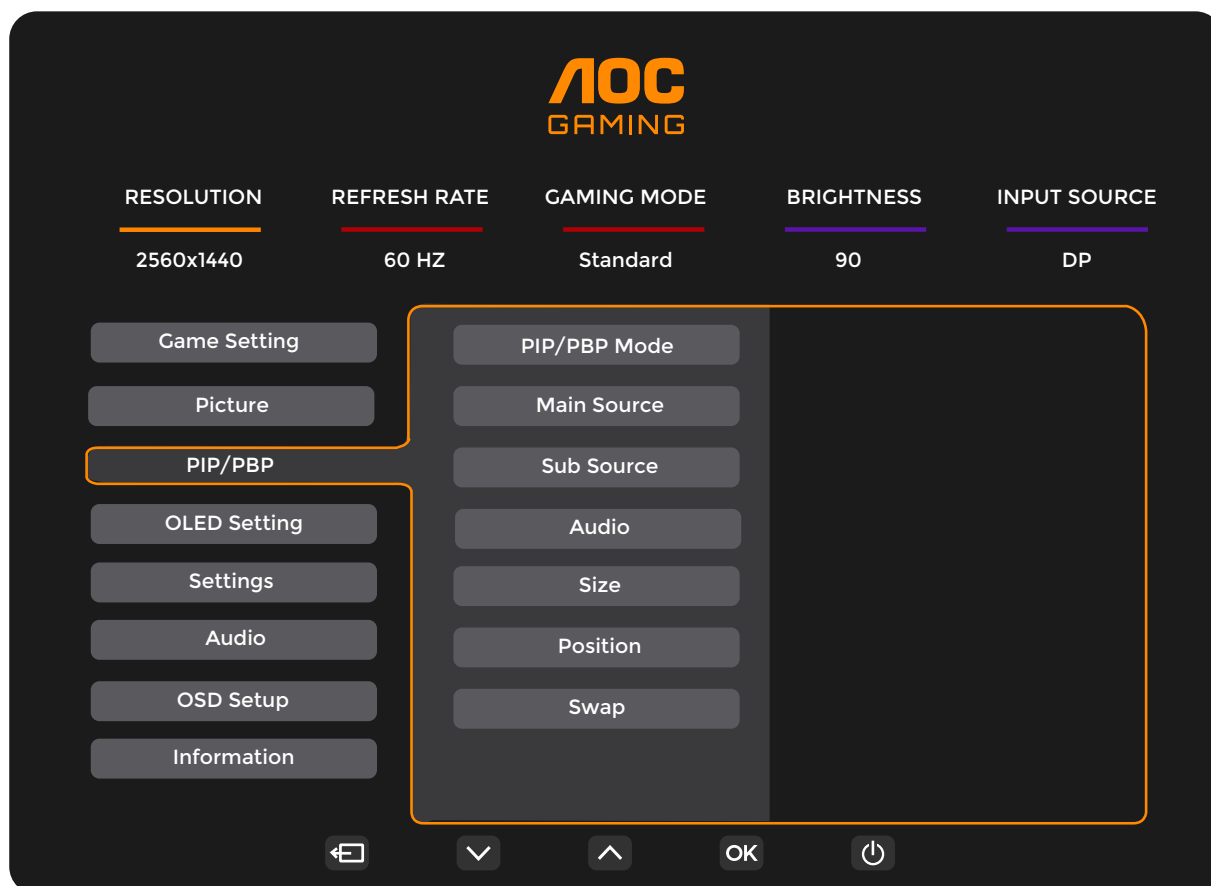 AOC
GAMING
RESOLUTION REFRESH RATE GAMING MODE BRIGHTNESS INPUT SOURCE
2560x1440 60 HZ Standard 90 DP
Game Setting
Picture
PIP/PBP
OLED Setting
Settings
Audio
OSD Setup
Information
PIP/PBP Mode
Main Source
Sub Source
Audio
Size
Position
Swap
OK